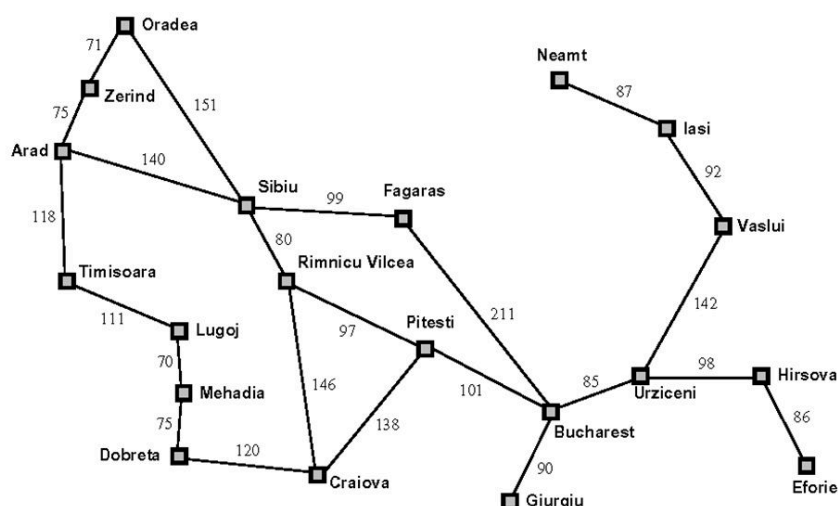 Oradea
71
Neamt
87
Zerind
151
75
Iasi
Arad
140
92
Sibiu
Fagaras
99
118
Vaslui
80
Timisoara
Rimnicu Vilcea
142
111
211
Lugoj
97
Pitesti
70
98
Hirsova
146
85
Mehadia
101
Urziceni
86
75
138
Bucharest
Dobreta
120
90
Craiova
Eforie
Giurgiu